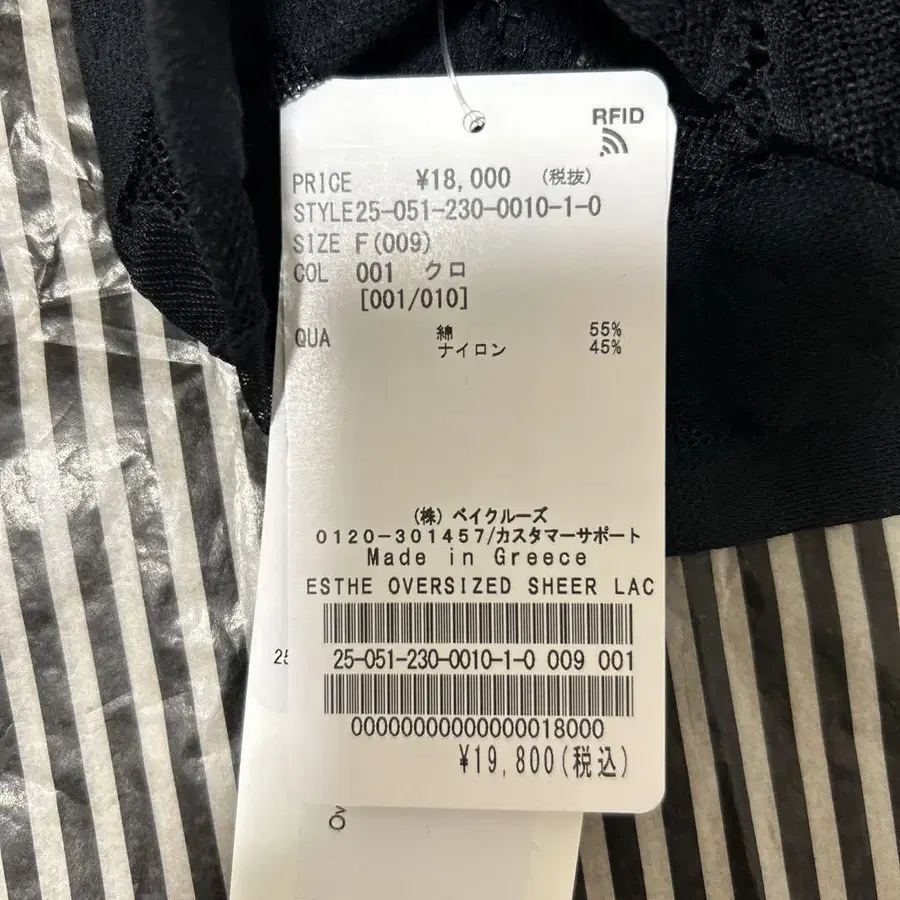 RFID
PRICE ¥18,000 (税抜)
STYLE25-051-230-0010-1-0
SIZE F(009)
COL 001 クロ
[001/010]
QUA 綿 55%
ナイロン 45%
(株) ベイクルーズ
0120-301457/カスタマーサポート
Made in Greece
ESTHE OVERSIZED SHEER LAC
25-051-230-0010-1-0 009 001
00000000000000018000
¥19,800(税込)
25
Ov